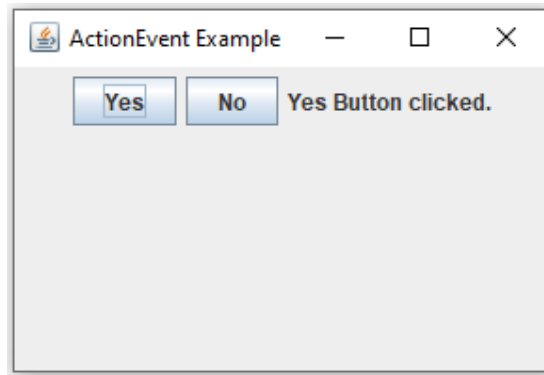 ActionEvent Example
Yes No Yes Button clicked.